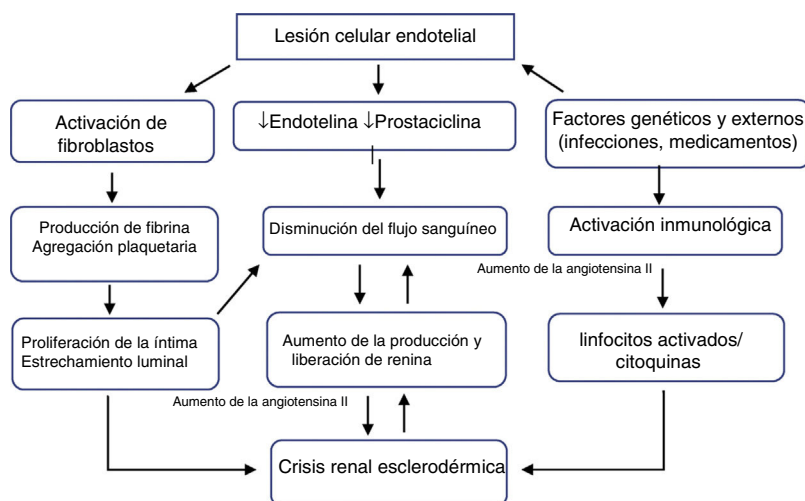 Lesión celular endotelial
Activación de
fibroblastos
↓Endotelina ↓Prostaciclina
Factores genéticos y externos
(infecciones, medicamentos)
Producción de fibrina
Agregación plaquetaria
Disminución del flujo sanguíneo
Activación inmunológica
Aumento de la angiotensina II
Proliferación de la íntima
Estrechamiento luminal
Aumento de la producción y
liberación de renina
linfocitos activados/
citoquinas
Aumento de la angiotensina II
Crisis renal esclerodérmica